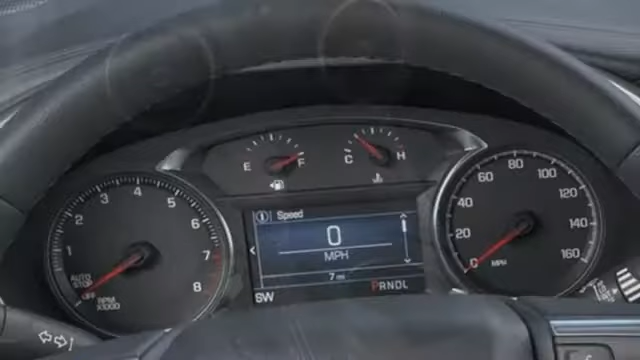 E F
C H
1 2 3 4 5 6 7 8
AUTO
STOP
OFF
RPM
X1000
Speed
0
MPH
7 mi
SW PRNDL
20 40 60 80 100 120 140 160
MPH